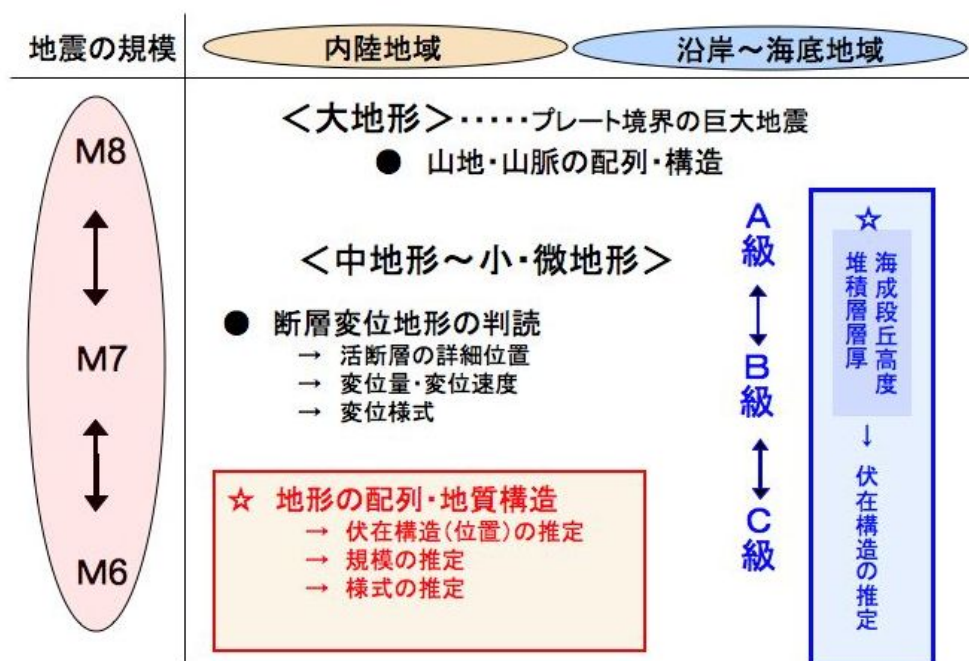 地震の規模
内陸地域
沿岸～海底地域
M8
M7
M6
＜大地形＞‥‥‥プレート境界の巨大地震
● 山地・山脈の配列・構造
＜中地形～小・微地形＞
● 断層変位地形の判読
→ 活断層の詳細位置
→ 変位量・変位速度
→ 変位様式
☆ 地形の配列・地質構造
→ 伏在構造(位置)の推定
→ 規模の推定
→ 様式の推定
A級
B級
C級
☆
海成段丘高度
堆積層層厚
↓
伏在構造の推定